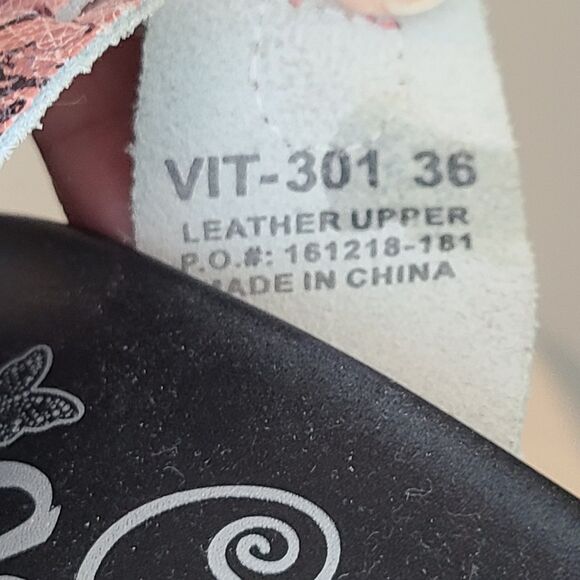 VIT-301 36
LEATHER UPPER
P.O.#: 161218-181
MADE IN CHINA